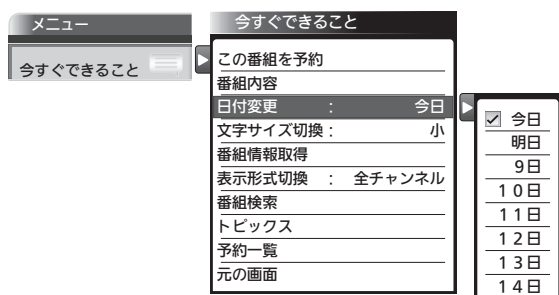 メニュー
今すぐできること
今すぐできること
この番組を予約
番組内容
日付変更 : 今日
文字サイズ切換 : 小
番組情報取得
表示形式切換 : 全チャンネル
番組検索
トピックス
予約一覧
元の画面
今日
明日
9日
10日
11日
12日
13日
14日